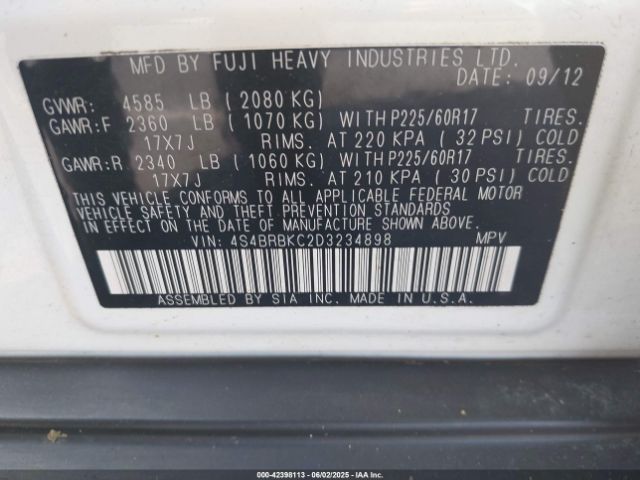 MFD BY FUJI HEAVY INDUSTRIES LTD.
DATE: 09/12
GVWR: 4585 LB ( 2080 KG)
GAWR:F 2360 LB ( 1070 KG) WITH P225/60R17 TIRES.
17X7J RIMS. AT 220 KPA ( 32 PSI) COLD
GAWR:R 2340 LB ( 1060 KG) WITH P225/60R17 TIRES.
17X7J RIMS. AT 210 KPA ( 30 PSI) COLD
THIS VEHICLE CONFORMS TO ALL APPLICABLE FEDERAL MOTOR
VEHICLE SAFETY AND THEFT PREVENTION STANDARDS
IN EFFECT ON THE DATE OF MANUFACTURE SHOWN ABOVE.
VIN: 4S4BRBKC2D3234898 MPV
ASSEMBLED BY SIA INC. MADE IN U.S.A.
000-42398113 - 06/02/2025 - IAAI.com